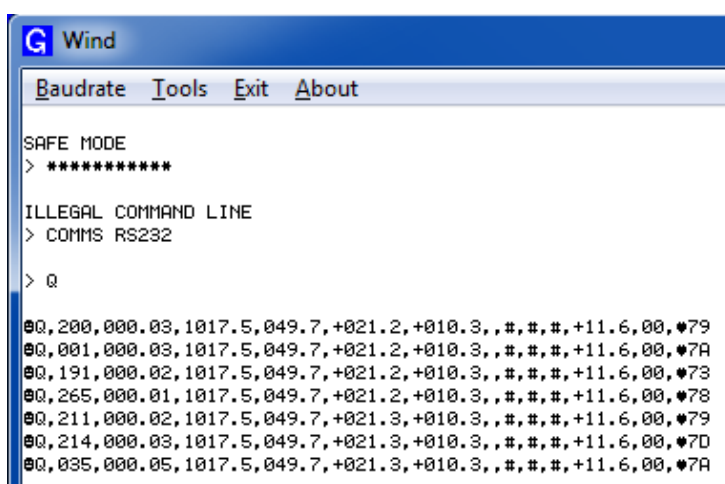 G Wind
Baudrate Tools Exit About
SAFE MODE
> ***********
ILLEGAL COMMAND LINE
> COMMS RS232
> Q
☻Q,200,000.03,1017.5,049.7,+021.2,+010.3,,#,#,#,+11.6,00,♥79
☻Q,001,000.03,1017.5,049.7,+021.2,+010.3,,#,#,#,+11.6,00,♥7A
☻Q,191,000.02,1017.5,049.7,+021.2,+010.3,,#,#,#,+11.6,00,♥73
☻Q,265,000.01,1017.5,049.7,+021.2,+010.3,,#,#,#,+11.6,00,♥78
☻Q,211,000.02,1017.5,049.7,+021.3,+010.3,,#,#,#,+11.6,00,♥79
☻Q,214,000.03,1017.5,049.7,+021.3,+010.3,,#,#,#,+11.6,00,♥7D
☻Q,035,000.05,1017.5,049.7,+021.3,+010.3,,#,#,#,+11.6,00,♥7A